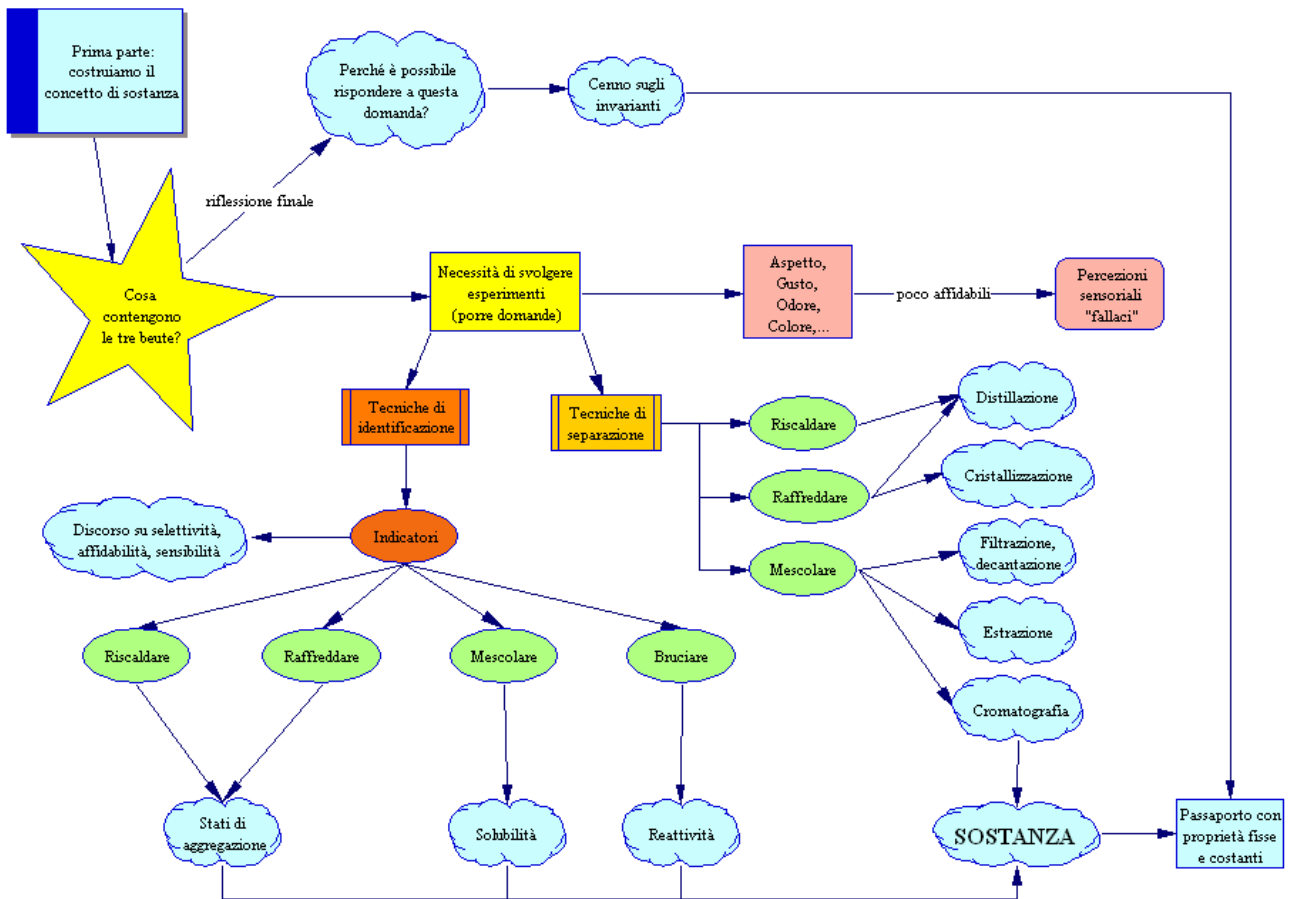 Prima parte:
costruiamo il
concetto di sostanza
Perché è possibile
rispondere a questa
domanda?
Cenno sugli
invarianti
riflessione finale
Cosa
contengono
le tre beute?
Necessità di svolgere
esperimenti
(porre domande)
Aspetto,
Gusto,
Odore,
Colore,...
poco affidabili
Percezioni
sensoriali
"fallaci"
Tecniche di
identificazione
Tecniche di
separazione
Riscaldare
Distillazione
Raffreddare
Cristallizzazione
Discorso su selettività,
affidabilità, sensibilità
Indicatori
Mescolare
Filtrazione,
decantazione
Estrazione
Riscaldare
Raffreddare
Mescolare
Bruciare
Cromatografia
Stati di
aggregazione
Solubilità
Reattività
SOSTANZA
Passaporto con
proprietà fisse
e costanti